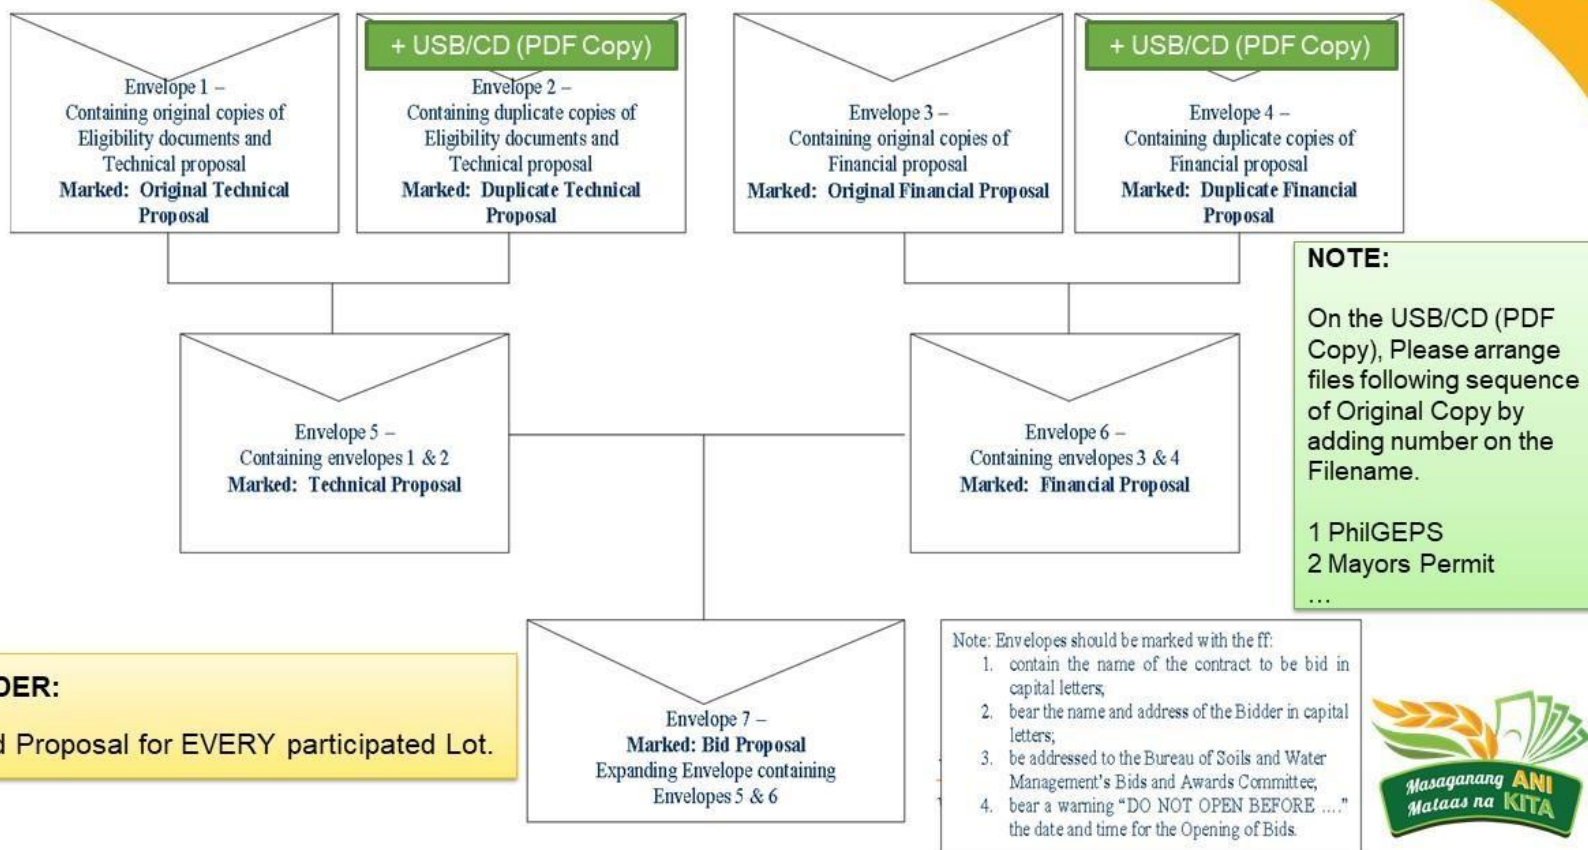 + USB/CD (PDF Copy)
+ USB/CD (PDF Copy)
Envelope 1 –
Containing original copies of
Eligibility documents and
Technical proposal
Marked: Original Technical
Proposal
Envelope 2 –
Containing duplicate copies of
Eligibility documents and
Technical proposal
Marked: Duplicate Technical
Proposal
Envelope 3 –
Containing original copies of
Financial proposal
Marked: Original Financial Proposal
Envelope 4 –
Containing duplicate copies of
Financial proposal
Marked: Duplicate Financial
Proposal
NOTE:
On the USB/CD (PDF
Copy), Please arrange
files following sequence
of Original Copy by
adding number on the
Filename.
1 PhilGEPS
2 Mayors Permit
...
Envelope 5 –
Containing envelopes 1 & 2
Marked: Technical Proposal
Envelope 6 –
Containing envelopes 3 & 4
Marked: Financial Proposal
DER:
d Proposal for EVERY participated Lot.
Envelope 7 –
Marked: Bid Proposal
Expanding Envelope containing
Envelopes 5 & 6
Note: Envelopes should be marked with the ff:
1. contain the name of the contract to be bid in
capital letters;
2. bear the name and address of the Bidder in capital
letters;
3. be addressed to the Bureau of Soils and Water
Management's Bids and Awards Committee;
4. bear a warning “DO NOT OPEN BEFORE ....”
the date and time for the Opening of Bids.
Masaganang ANI
Mataas na KITA